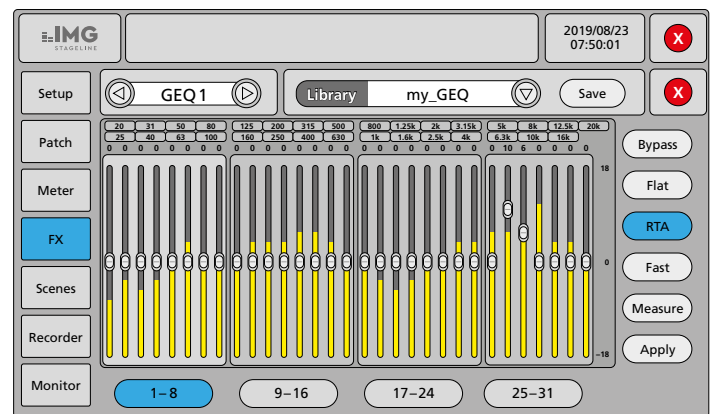 IMG
STAGELINE
2019/08/23
07:50:01
X
Setup
GEQ 1
Library
my_GEQ
Save
X
20 31 50 80 125 200 315 500 800 1.25k 2k 3.15k 5k 8k 12.5k 20k
25 40 63 100 160 250 400 630 1k 1.6k 2.5k 4k 6.3k 10k 16k
0 0 0 0 0 0 0 0 0 0 0 0 0 0 0 0 0 0 0 0 0 0 0 0 0 10 6 0 0 0 0
18
0
−18
Patch
Meter
FX
Scenes
Recorder
Monitor
Bypass
Flat
RTA
Fast
Measure
Apply
1–8
9–16
17–24
25–31